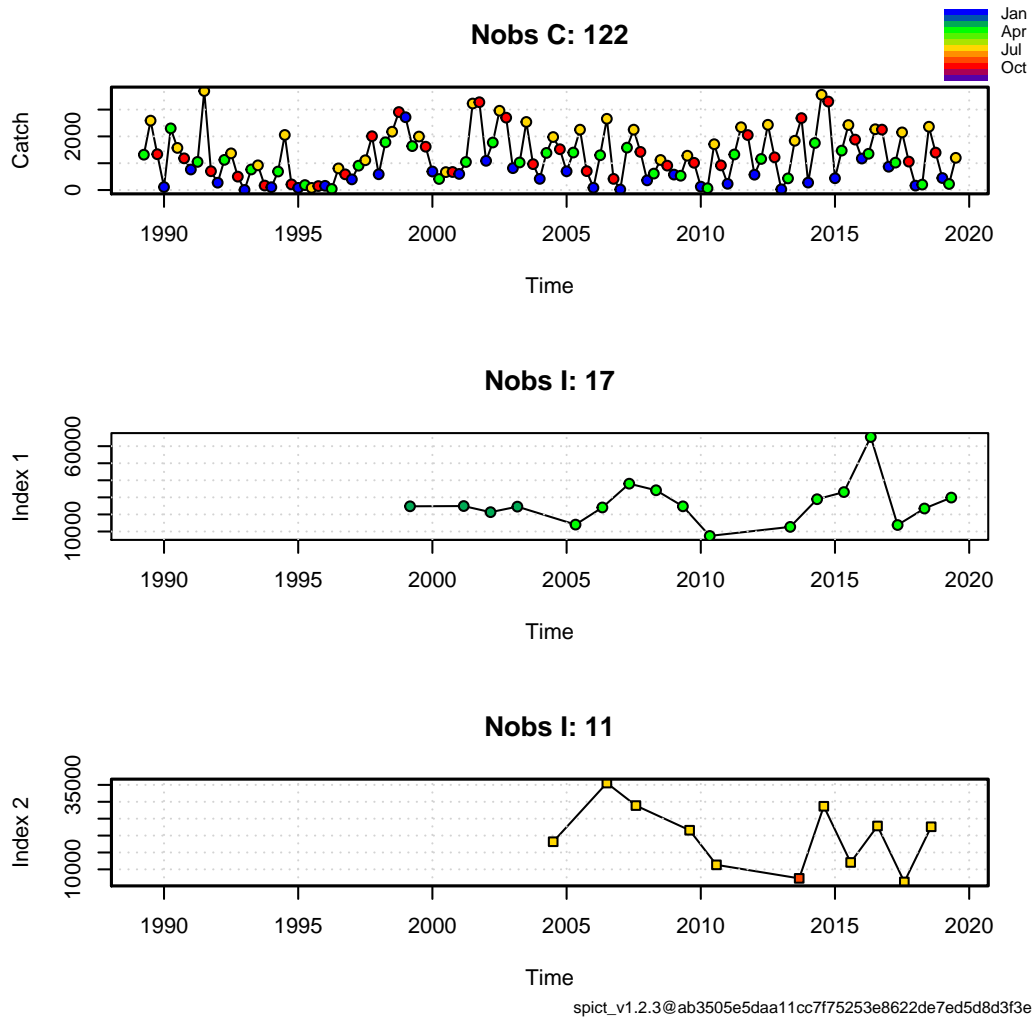 Nobs C: 122
Jan
Apr
Jul
Oct
Catch
0
2000
1990 1995 2000 2005 2010 2015 2020
Time
Nobs I: 17
Index 1
10000
60000
1990 1995 2000 2005 2010 2015 2020
Time
Nobs I: 11
Index 2
10000
35000
1990 1995 2000 2005 2010 2015 2020
Time
spict_v1.2.3@ab3505e5daa11cc7f75253e8622de7ed5d8d3f3e